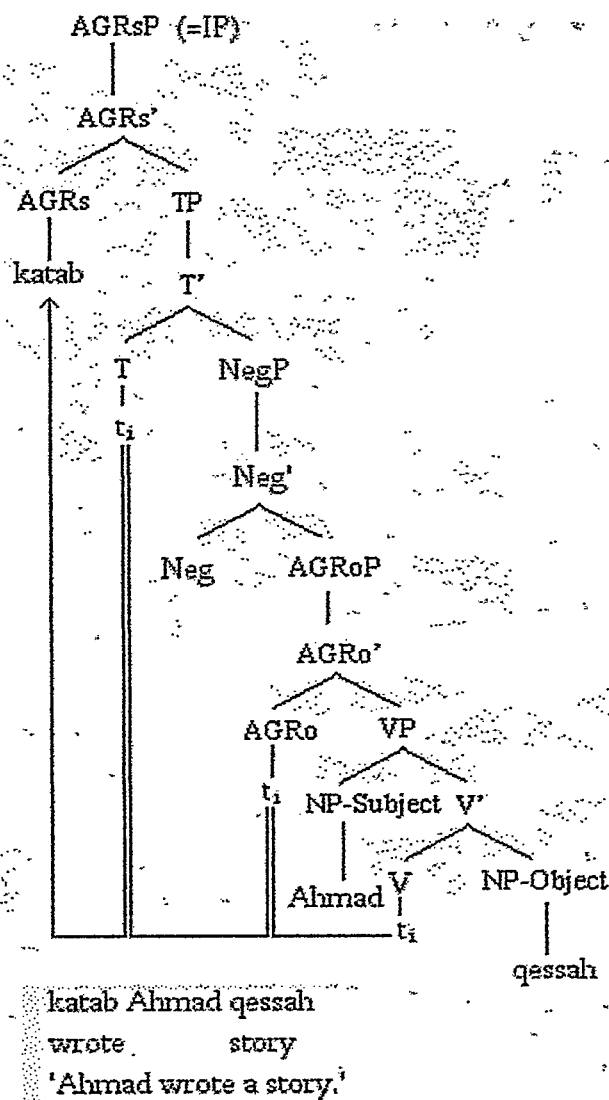 AGRsP (=IP)
AGRs'
AGRs TP
katab T'
T NegP
ti
Neg'
Neg AGRoP
AGRo'
AGRo VP
ti NP-Subject V'
Ahmad V NP-Object
ti
qessah
katab Ahmad qessah
wrote story
'Ahmad wrote a story.'